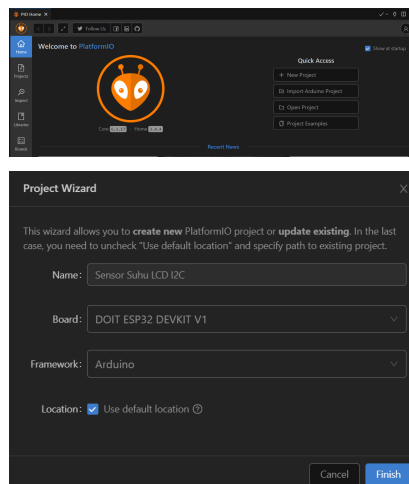 PIO Home
Follow Us
Welcome to PlatformIO
Show at startup
Home
Projects
Inspect
Libraries
Boards
Quick Access
+ New Project
Import Arduino Project
Open Project
Project Examples
Core Home
Recent News
Project Wizard
This wizard allows you to create new PlatformIO project or update existing. In the last
case, you need to uncheck "Use default location" and specify path to existing project.
Name: Sensor Suhu LCD I2C
Board: DOIT ESP32 DEVKIT V1
Framework: Arduino
Location: Use default location
Cancel Finish